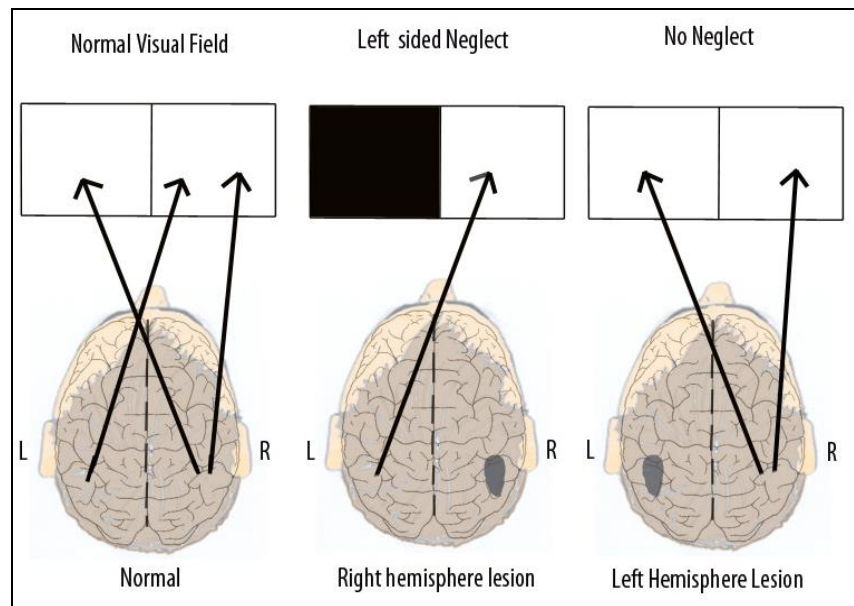 Normal Visual Field
Left sided Neglect
No Neglect
L
R
L
R
Normal
Right hemisphere lesion
Left Hemisphere Lesion